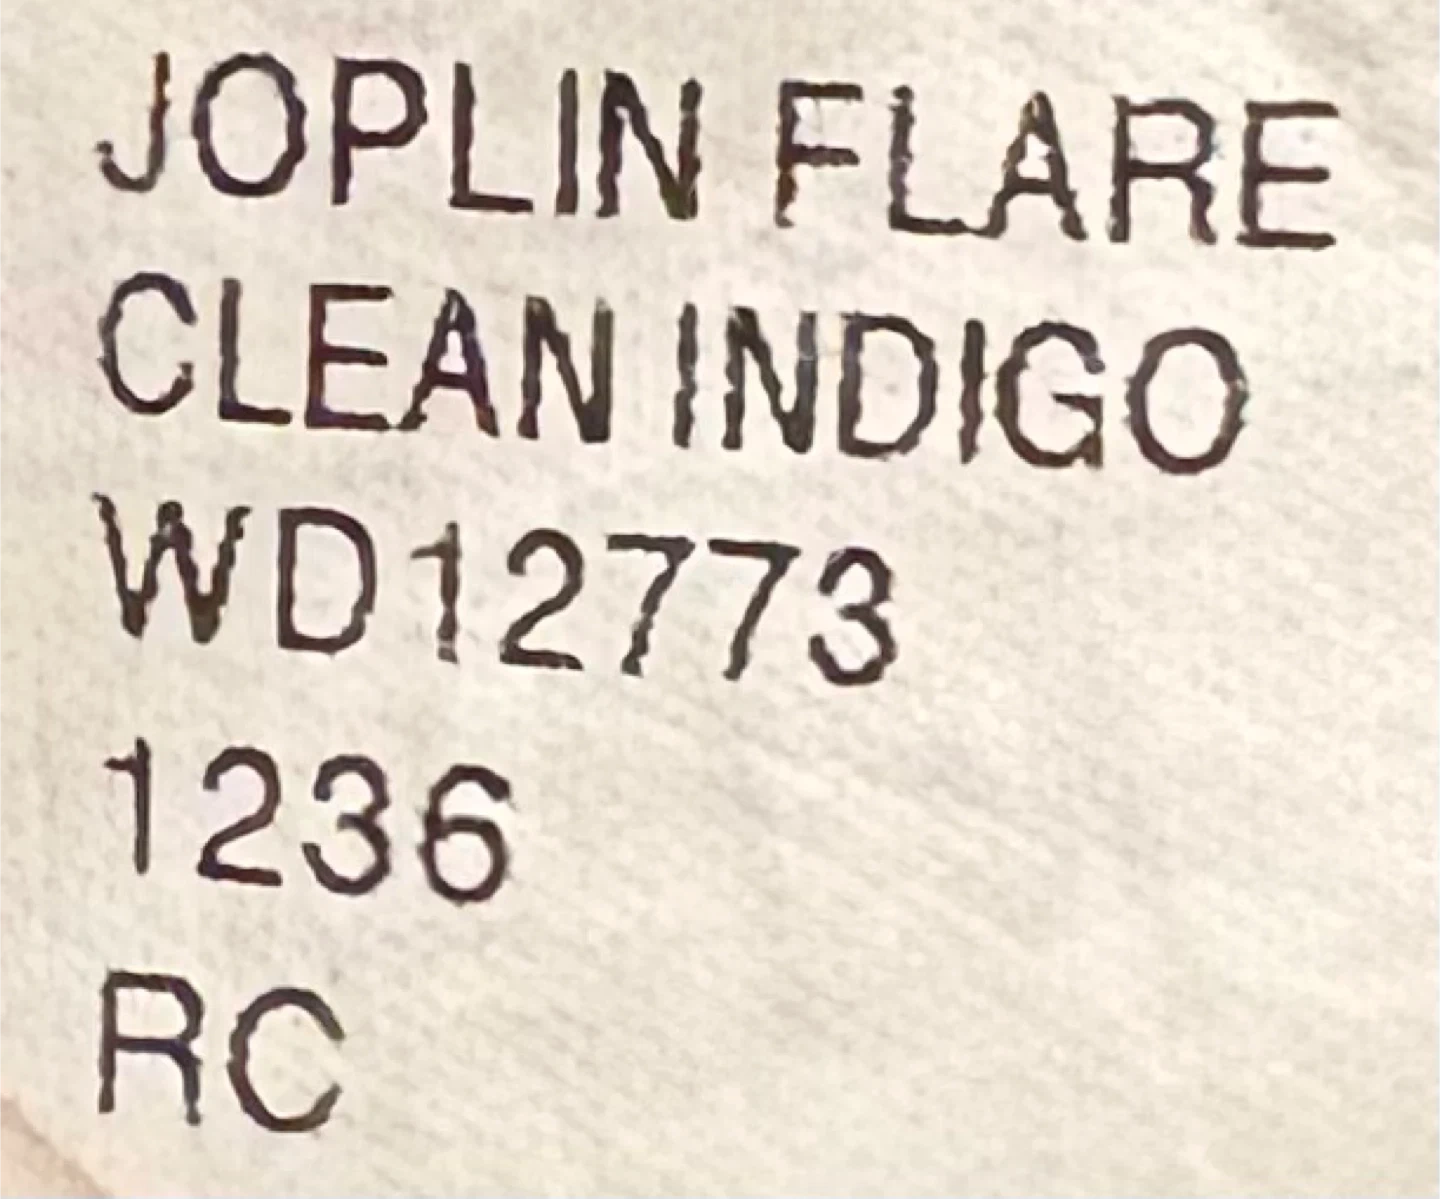 JOPLIN FLARE
CLEAN INDIGO
WD12773
1236
RC